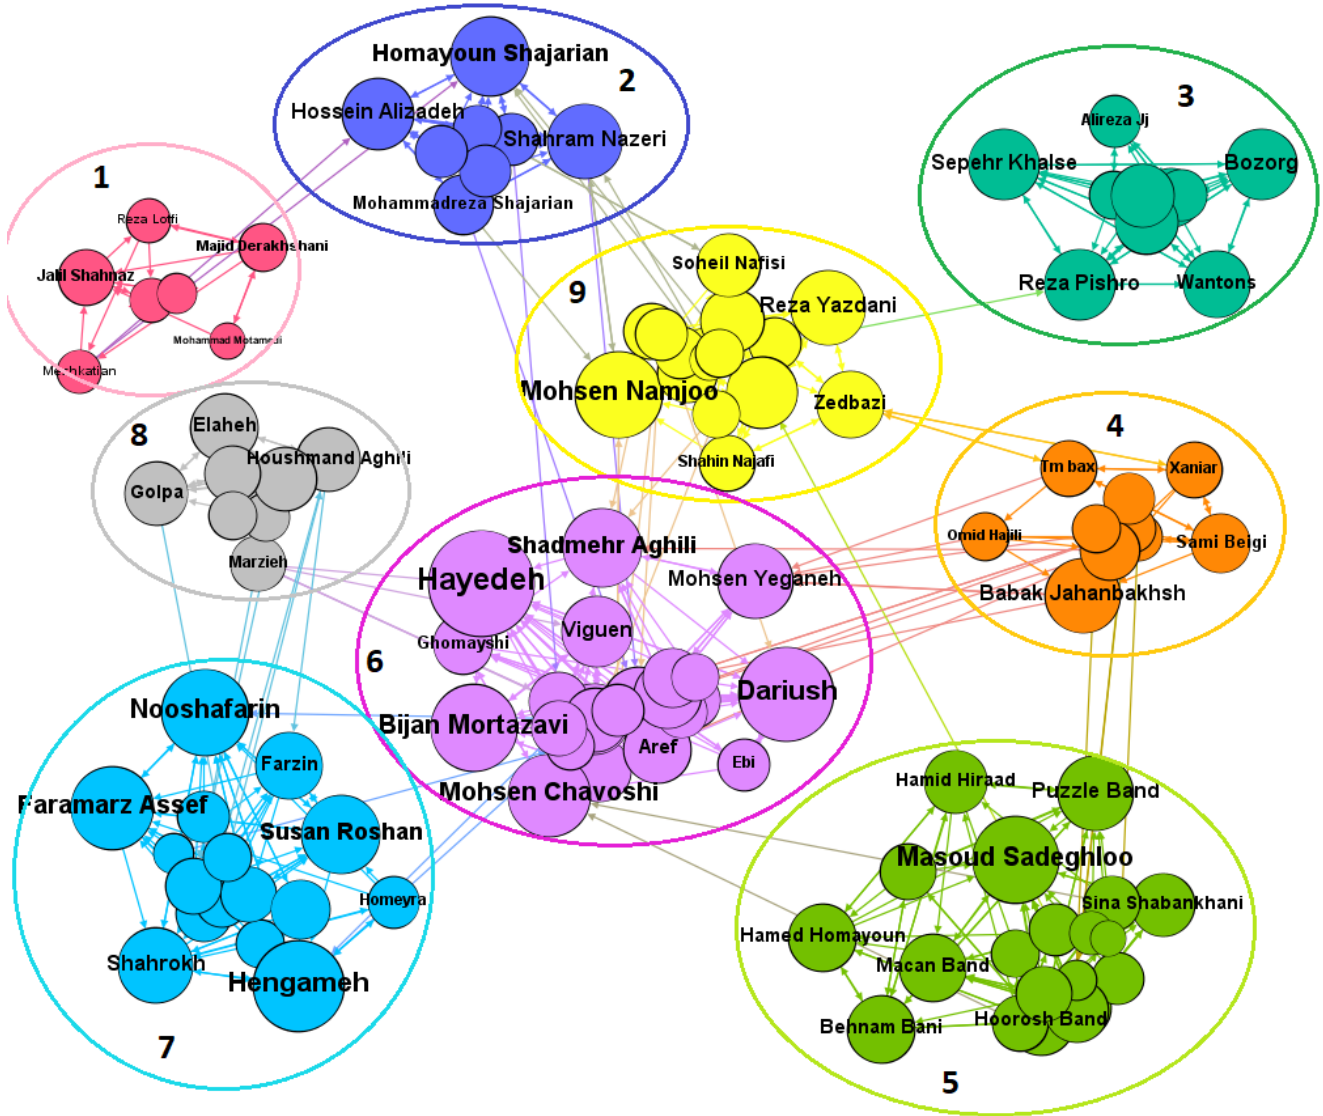 Homayoun Shajarian
2
Hossein Alizadeh
Shahram Nazeri
Mohammadreza Shajarian
3
Alireza Jj
Sepehr Khalse
Bozorg
Reza Pishro
Wantons
1
Reza Lotfi
Majid Derakhshani
Jalil Shahnaz
Mohammad Motamedi
Meshkatian
9
Soheil Nafisi
Reza Yazdani
Mohsen Namjoo
Zedbazi
Shahin Najafi
8
Elaheh
Houshmand Aghili
Golpa
Marzieh
4
Tm bax
Xaniar
Omid Hajili
Sami Beigi
Babak Jahanbakhsh
6
Shadmehr Aghili
Hayedeh
Mohsen Yeganeh
Viguen
Ghomayshi
Dariush
Bijan Mortazavi
Aref
Ebi
Mohsen Chavoshi
Nooshafarin
Farzin
Faramarz Assef
Susan Roshan
Homeyra
Shahrokh
Hengameh
7
Hamid Hiraad
Puzzle Band
Masoud Sadeghloo
Sina Shabankhani
Hamed Homayoun
Macan Band
Behnam Bani
Hoorosh Band
5